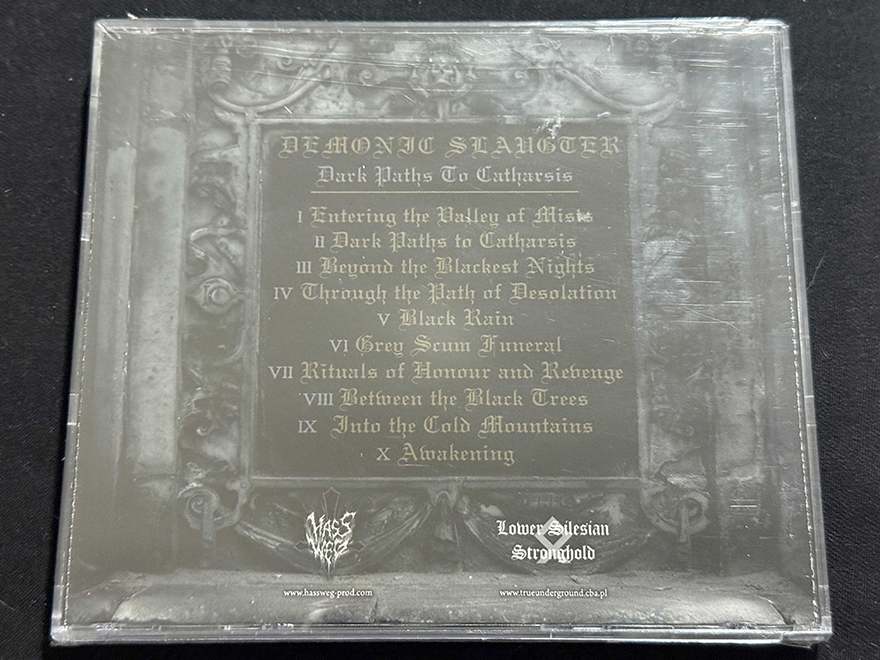 DEMONIC SLAUGTER
Dark Paths To Catharsis
I Entering the Valley of Mists
II Dark Paths to Catharsis
III Beyond the Blackest Nights
IV Through the Path of Desolation
V Black Rain
VI Grey Scum Funeral
VII Rituals of Honour and Revenge
VIII Between the Black Trees
IX Into the Cold Mountains
X Awakening
HASS
WEG
Lower Silesian
Stronghold
www.hassweg-prod.com
www.trueunderground.cba.pl